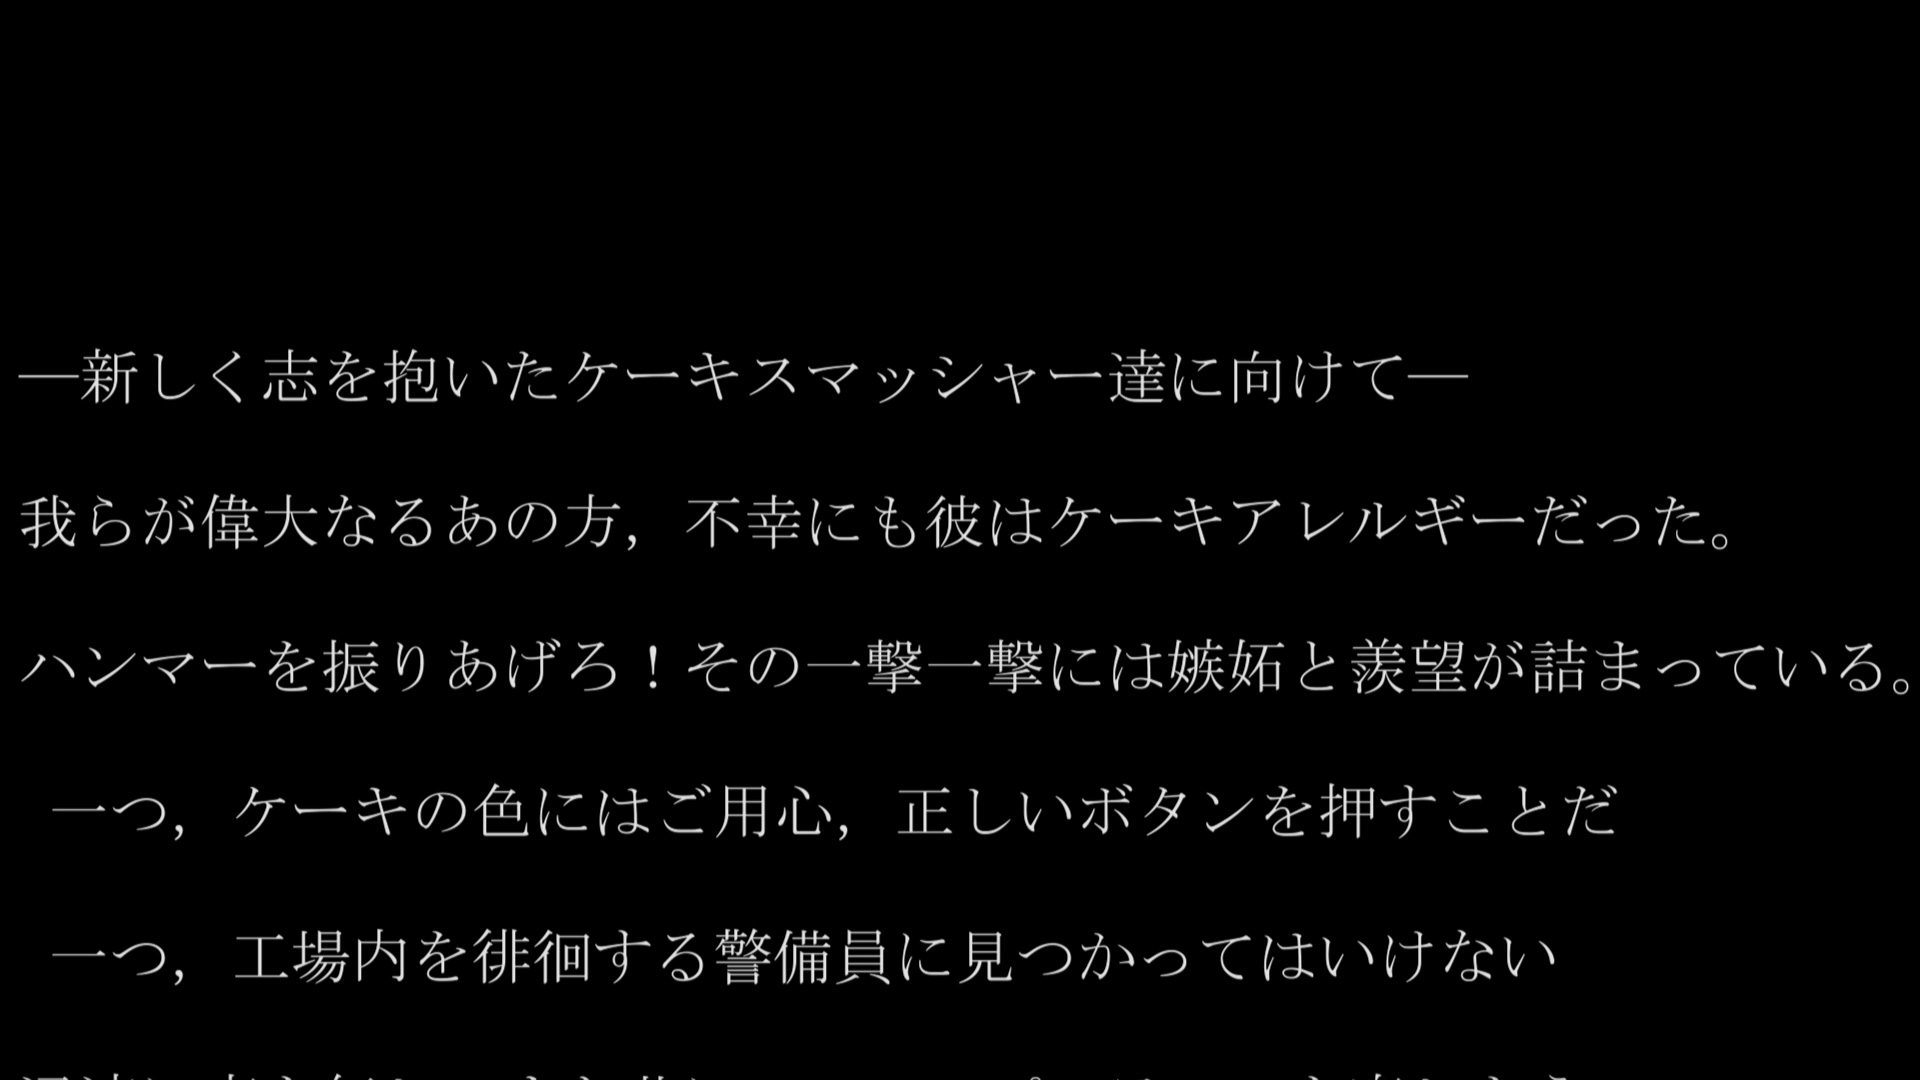 ―新しく志を抱いたケーキスマッシャー達に向けて―
我らが偉大なるあの方，不幸にも彼はケーキアレルギーだった。
ハンマーを振りあげろ！その一撃一撃には嫉妬と羨望が詰まっている。
一つ，ケーキの色にはご用心，正しいボタンを押すことだ
一つ，工場内を徘徊する警備員に見つかってはいけない